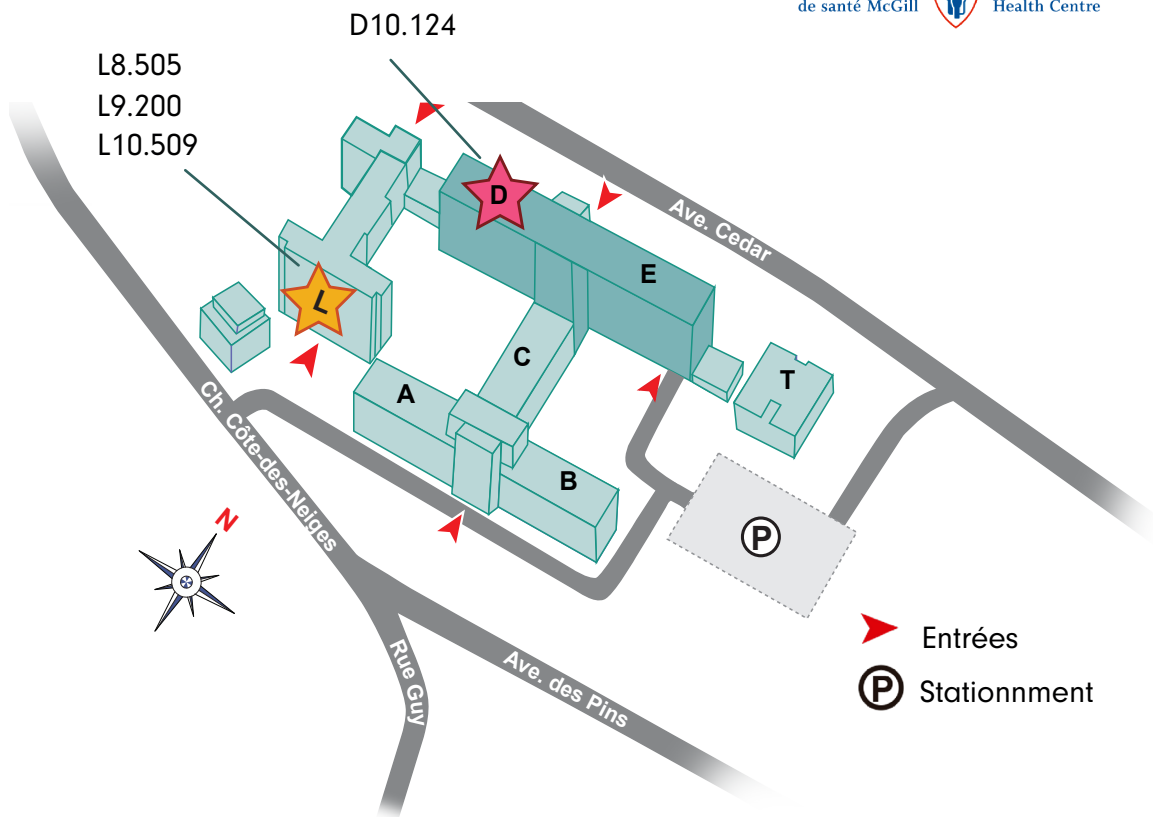 de santé McGill
Health Centre
D10.124
L8.505
L9.200
L10.509
D
Ave. Cedar
E
L
C
T
A
Ch. Côte-des-Neiges
B
N
P
Entrées
P Stationnment
Rue Guy
Ave. des Pins